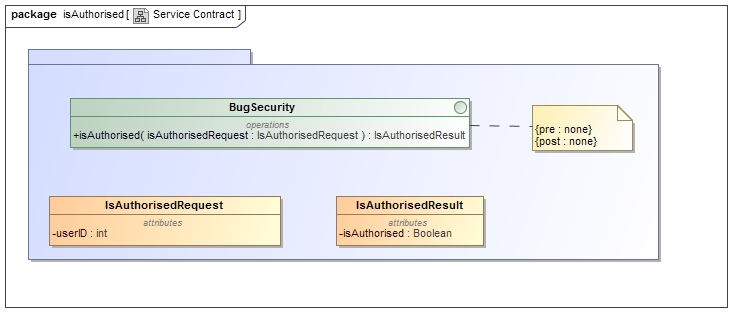 package isAuthorised[ Service Contract ]
BugSecurity
operations
+isAuthorised( isAuthorisedRequest : IsAuthorisedRequest ) : IsAuthorisedResult
{pre : none}
{post : none}
IsAuthorisedRequest
attributes
-userID : int
IsAuthorisedResult
attributes
-isAuthorised : Boolean